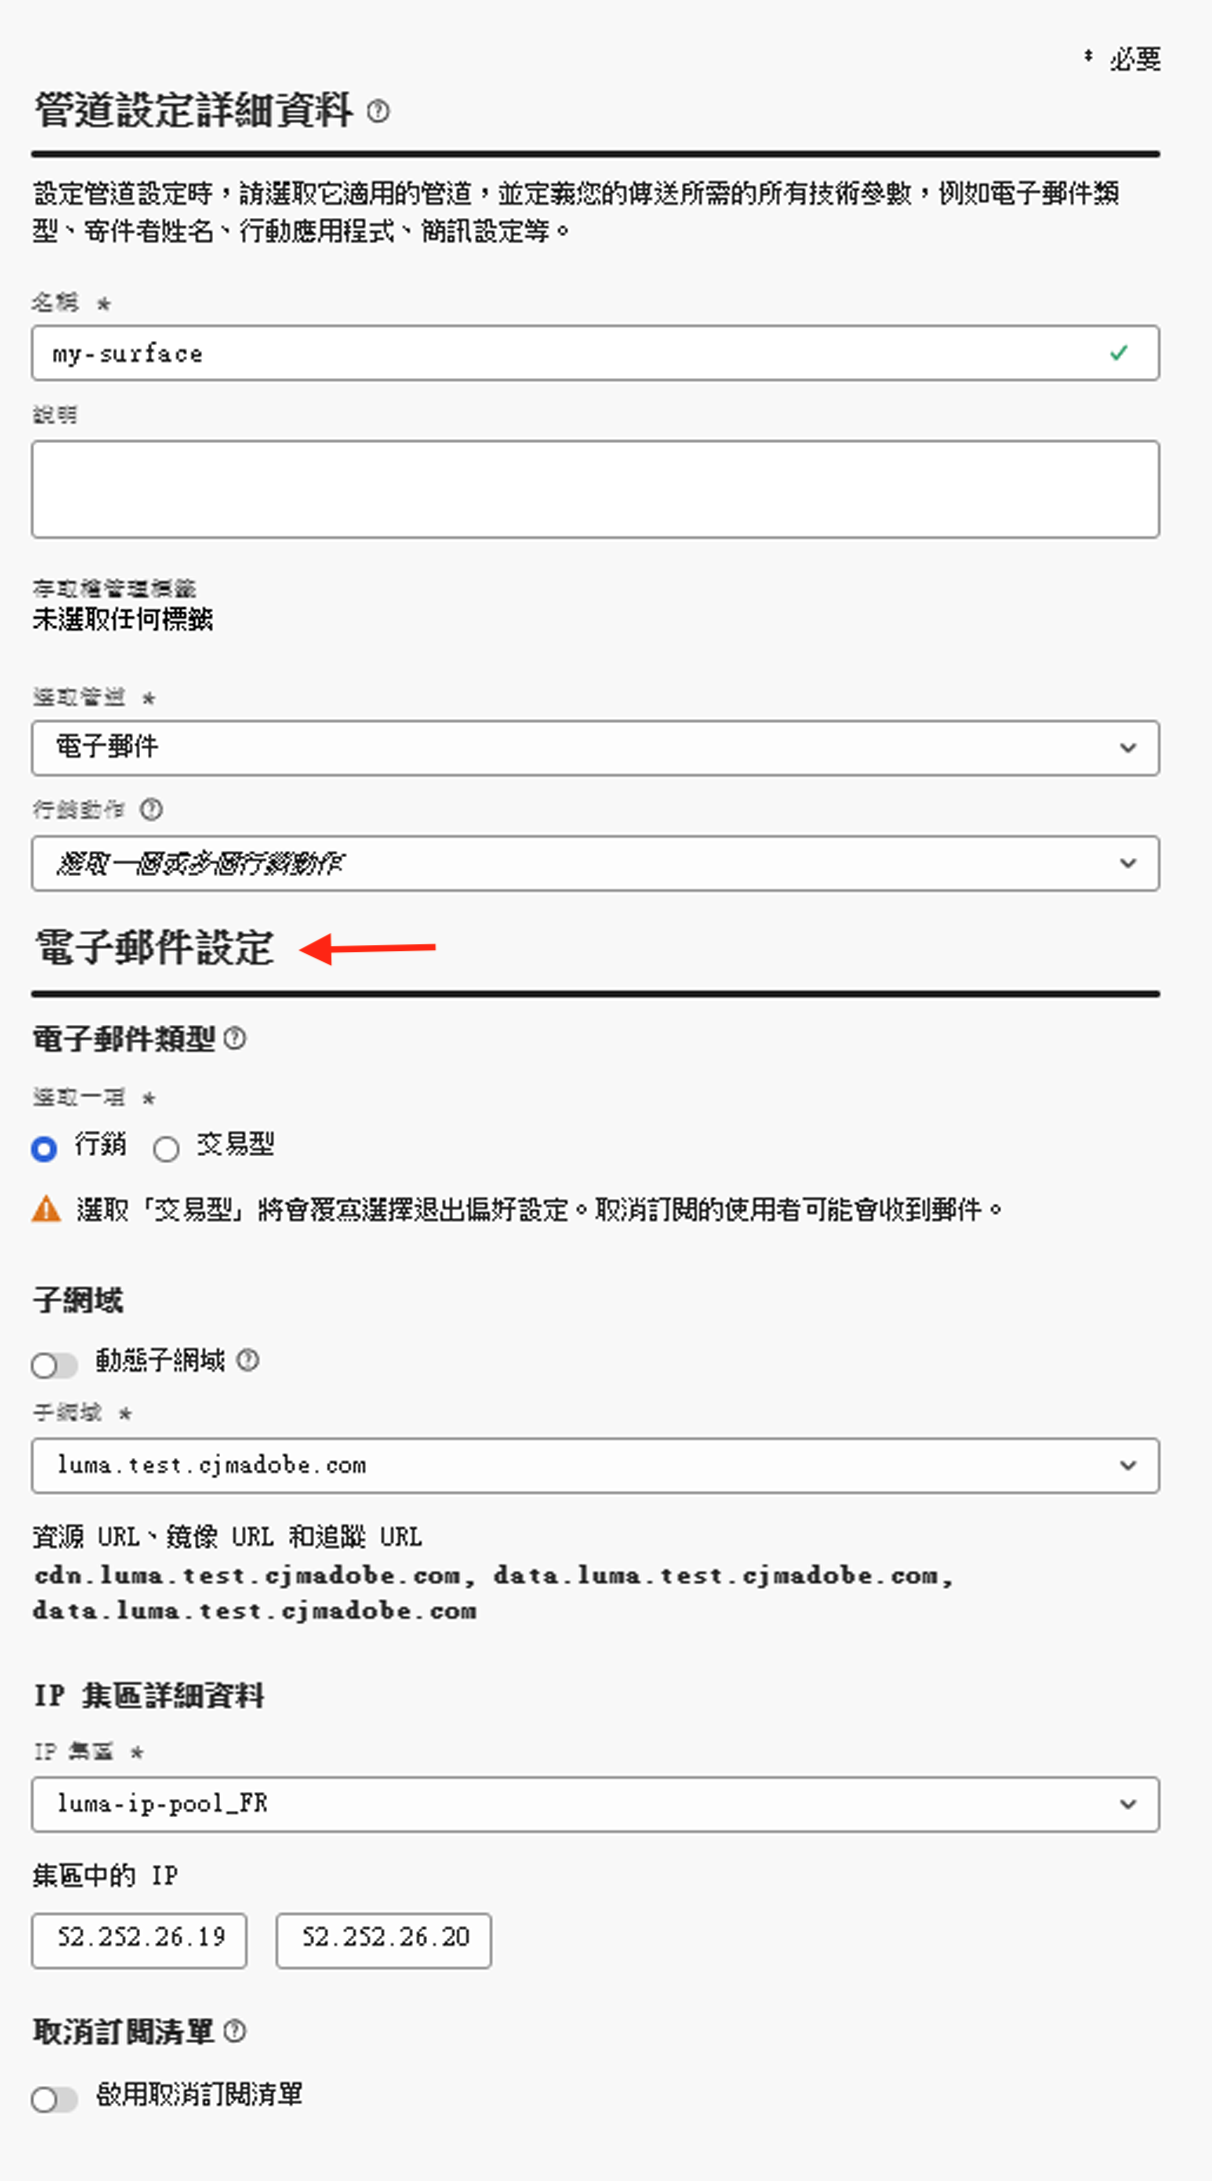 * 必要
管道設定詳細資料
設定管道設定時，請選取它適用的管道，並定義您的傳送所需的所有技術參數，例如電子郵件類
型、寄件者姓名、行動應用程式、簡訊設定等。
名稱 *
my-surface
說明
存取權管理標籤
未選取任何標籤
選取管道 *
電子郵件
行銷動作
選取一個或多個行銷動作
電子郵件設定
電子郵件類型
選取一項 *
行銷 交易型
選取「交易型」將會覆寫選擇退出偏好設定。取消訂閱的使用者可能會收到郵件。
子網域
動態子網域
子網域 *
luma.test.cjmadobe.com
資源 URL、鏡像 URL 和追蹤 URL
cdn.luma.test.cjmadobe.com, data.luma.test.cjmadobe.com,
data.luma.test.cjmadobe.com
IP 集區詳細資料
IP 集區 *
luma-ip-pool_FR
集區中的 IP
52.252.26.19 52.252.26.20
取消訂閱清單
啟用取消訂閱清單